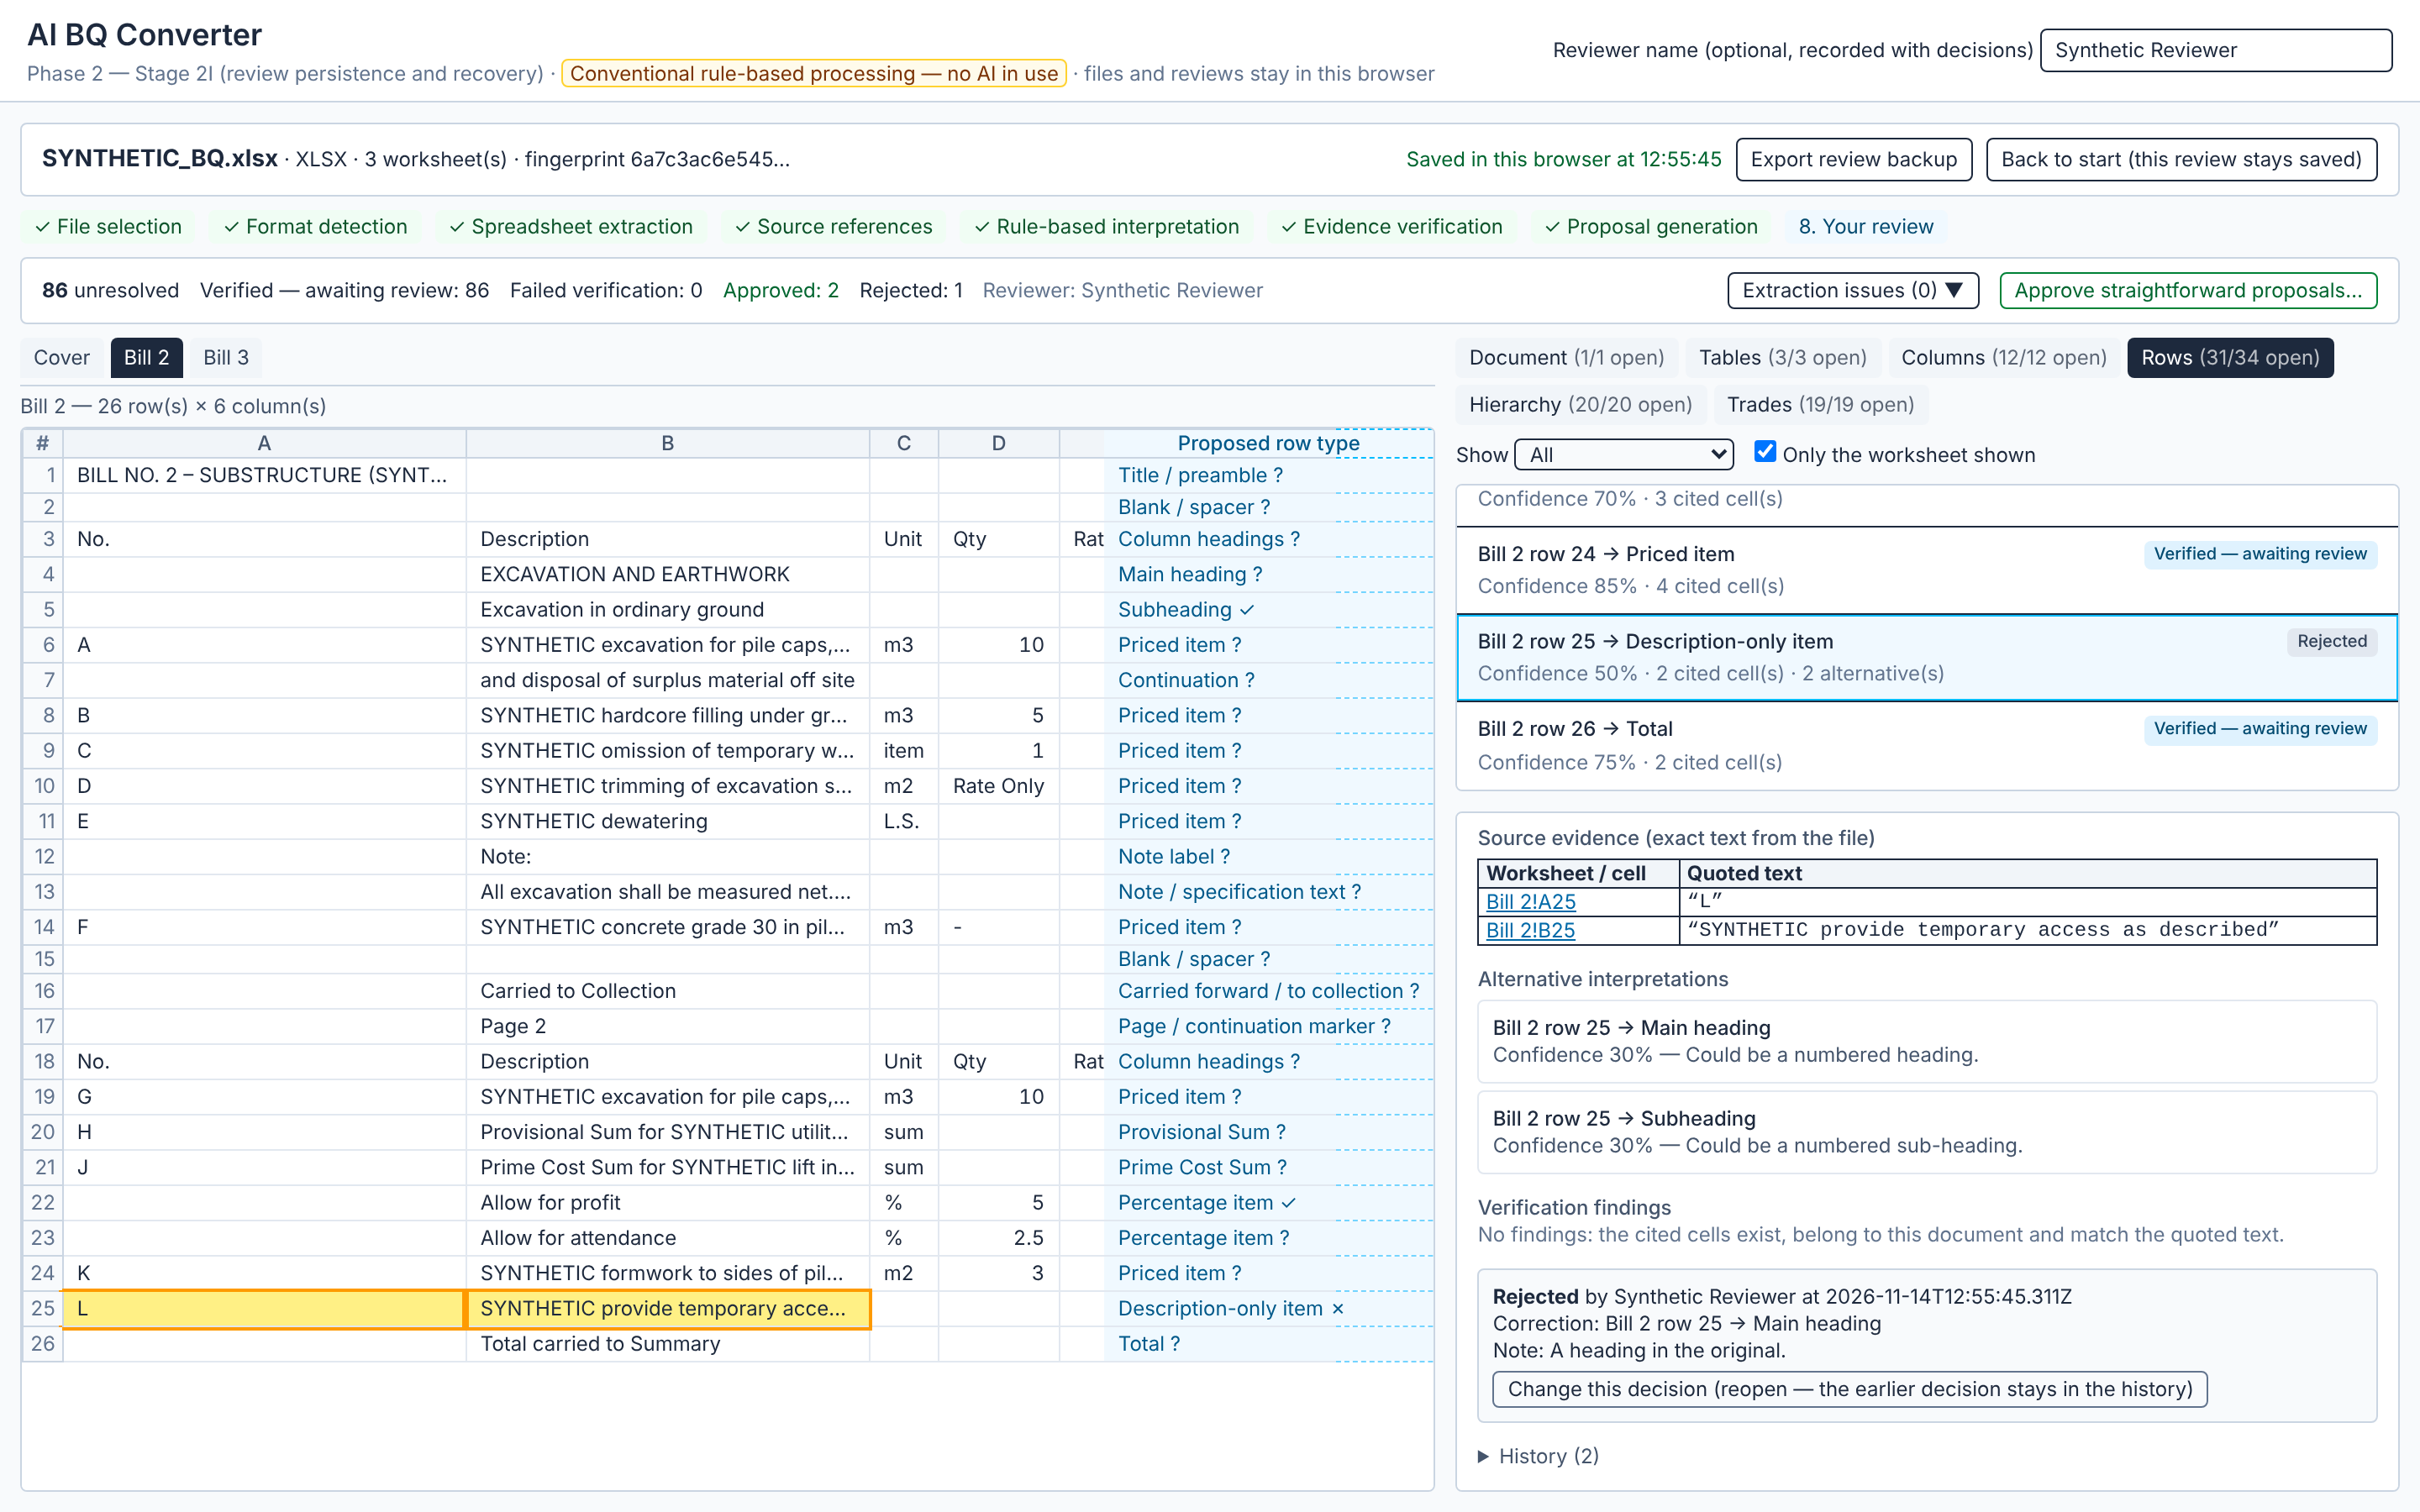 AI BQ Converter
Phase 2 — Stage 2I (review persistence and recovery) · Conventional rule-based processing — no AI in use · files and reviews stay in this browser
Reviewer name (optional, recorded with decisions) Synthetic Reviewer
SYNTHETIC_BQ.xlsx · XLSX · 3 worksheet(s) · fingerprint 6a7c3ac6e545...
Saved in this browser at 12:55:45 Export review backup Back to start (this review stays saved)
✓ File selection ✓ Format detection ✓ Spreadsheet extraction ✓ Source references ✓ Rule-based interpretation ✓ Evidence verification ✓ Proposal generation 8. Your review
86 unresolved Verified — awaiting review: 86 Failed verification: 0 Approved: 2 Rejected: 1 Reviewer: Synthetic Reviewer
Extraction issues (0) ▼ Approve straightforward proposals...
Cover Bill 2 Bill 3
Bill 2 — 26 row(s) × 6 column(s)
# A B C D Proposed row type
1 BILL NO. 2 – SUBSTRUCTURE (SYNT... Title / preamble ?
2 Blank / spacer ?
3 No. Description Unit Qty Rat Column headings ?
4 EXCAVATION AND EARTHWORK Main heading ?
5 Excavation in ordinary ground Subheading ✓
6 A SYNTHETIC excavation for pile caps,... m3 10 Priced item ?
7 and disposal of surplus material off site Continuation ?
8 B SYNTHETIC hardcore filling under gr... m3 5 Priced item ?
9 C SYNTHETIC omission of temporary w... item 1 Priced item ?
10 D SYNTHETIC trimming of excavation s... m2 Rate Only Priced item ?
11 E SYNTHETIC dewatering L.S. Priced item ?
12 Note: Note label ?
13 All excavation shall be measured net.... Note / specification text ?
14 F SYNTHETIC concrete grade 30 in pil... m3 - Priced item ?
15 Blank / spacer ?
16 Carried to Collection Carried forward / to collection ?
17 Page 2 Page / continuation marker ?
18 No. Description Unit Qty Rat Column headings ?
19 G SYNTHETIC excavation for pile caps,... m3 10 Priced item ?
20 H Provisional Sum for SYNTHETIC utilit... sum Provisional Sum ?
21 J Prime Cost Sum for SYNTHETIC lift in... sum Prime Cost Sum ?
22 Allow for profit % 5 Percentage item ✓
23 Allow for attendance % 2.5 Percentage item ?
24 K SYNTHETIC formwork to sides of pil... m2 3 Priced item ?
25 L SYNTHETIC provide temporary acce... Description-only item ×
26 Total carried to Summary Total ?
Document (1/1 open) Tables (3/3 open) Columns (12/12 open) Rows (31/34 open)
Hierarchy (20/20 open) Trades (19/19 open)
Show All Only the worksheet shown
Confidence 70% · 3 cited cell(s)
Bill 2 row 24 → Priced item Verified — awaiting review
Confidence 85% · 4 cited cell(s)
Bill 2 row 25 → Description-only item Rejected
Confidence 50% · 2 cited cell(s) · 2 alternative(s)
Bill 2 row 26 → Total Verified — awaiting review
Confidence 75% · 2 cited cell(s)
Source evidence (exact text from the file)
Worksheet / cell Quoted text
Bill 2!A25 “L”
Bill 2!B25 “SYNTHETIC provide temporary access as described”
Alternative interpretations
Bill 2 row 25 → Main heading
Confidence 30% — Could be a numbered heading.
Bill 2 row 25 → Subheading
Confidence 30% — Could be a numbered sub-heading.
Verification findings
No findings: the cited cells exist, belong to this document and match the quoted text.
Rejected by Synthetic Reviewer at 2026-11-14T12:55:45.311Z
Correction: Bill 2 row 25 → Main heading
Note: A heading in the original.
Change this decision (reopen — the earlier decision stays in the history)
▶ History (2)